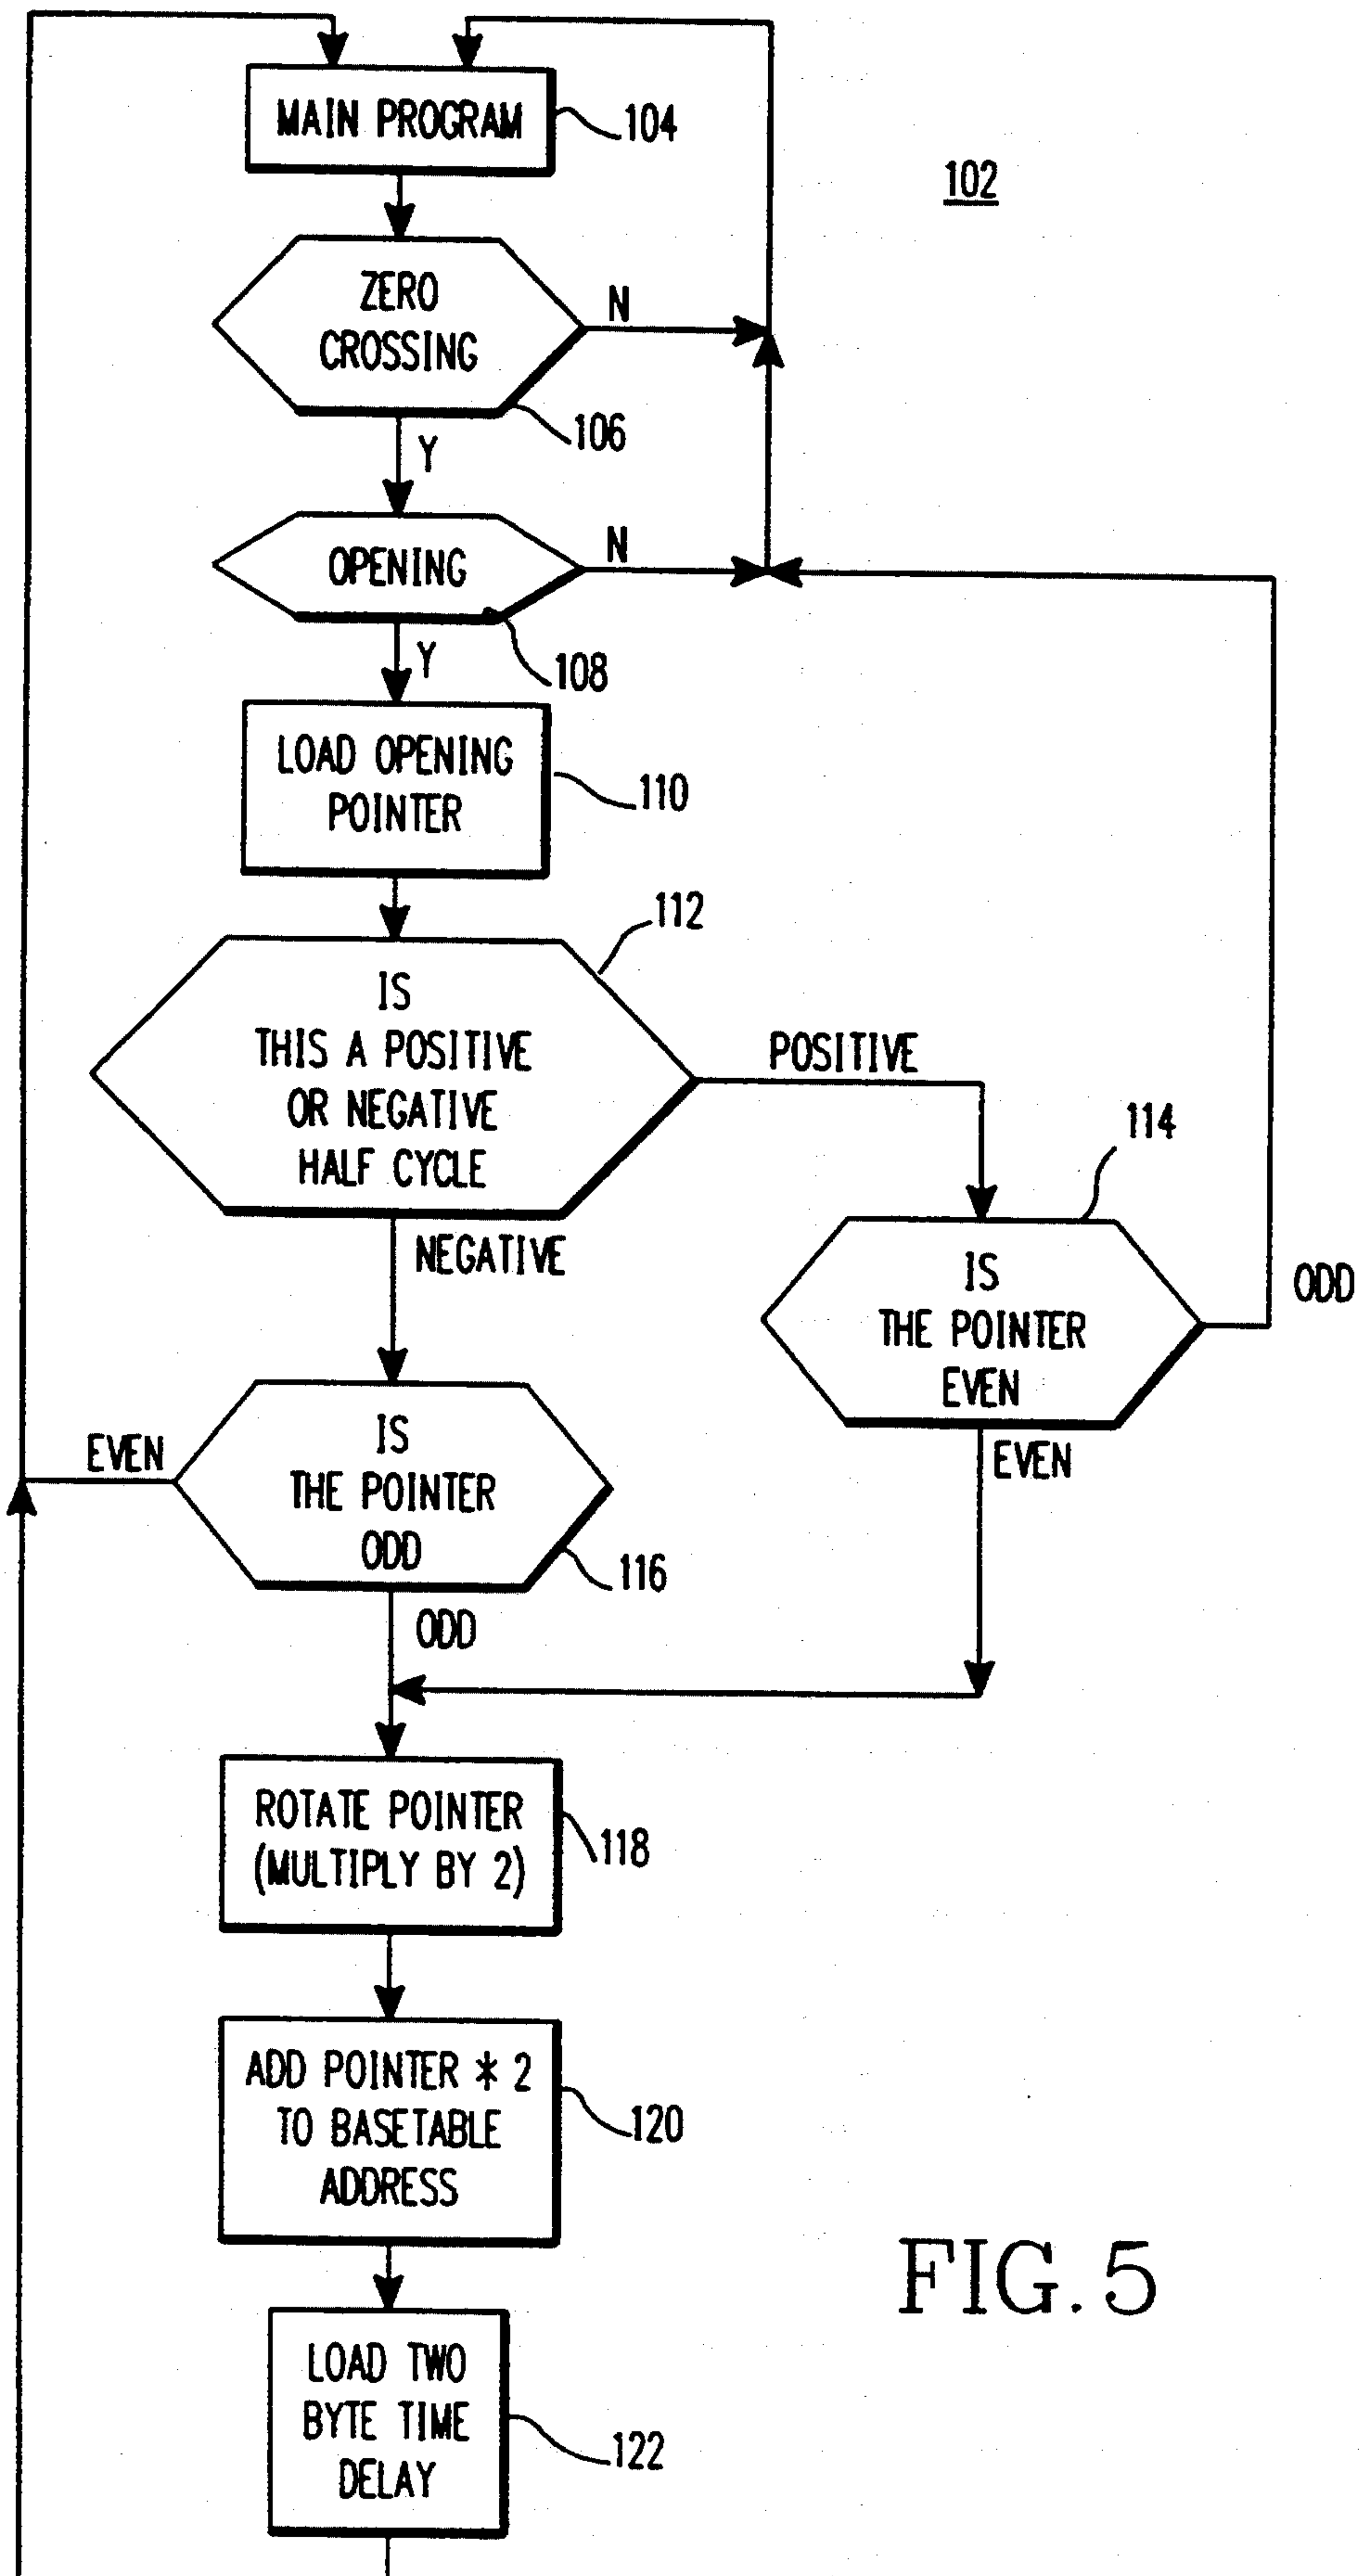 MAIN PROGRAM
104
102
ZERO
CROSSING
N
106
Y
OPENING
N
108
Y
LOAD OPENING
POINTER
110
112
IS
THIS A POSITIVE
OR NEGATIVE
HALF CYCLE
POSITIVE
NEGATIVE
114
IS
THE POINTER
EVEN
ODD
EVEN
EVEN
IS
THE POINTER
ODD
116
ODD
ROTATE POINTER
(MULTIPLY BY 2)
118
ADD POINTER * 2
TO BASETABLE
ADDRESS
120
LOAD TWO
BYTE TIME
DELAY
122
FIG. 5